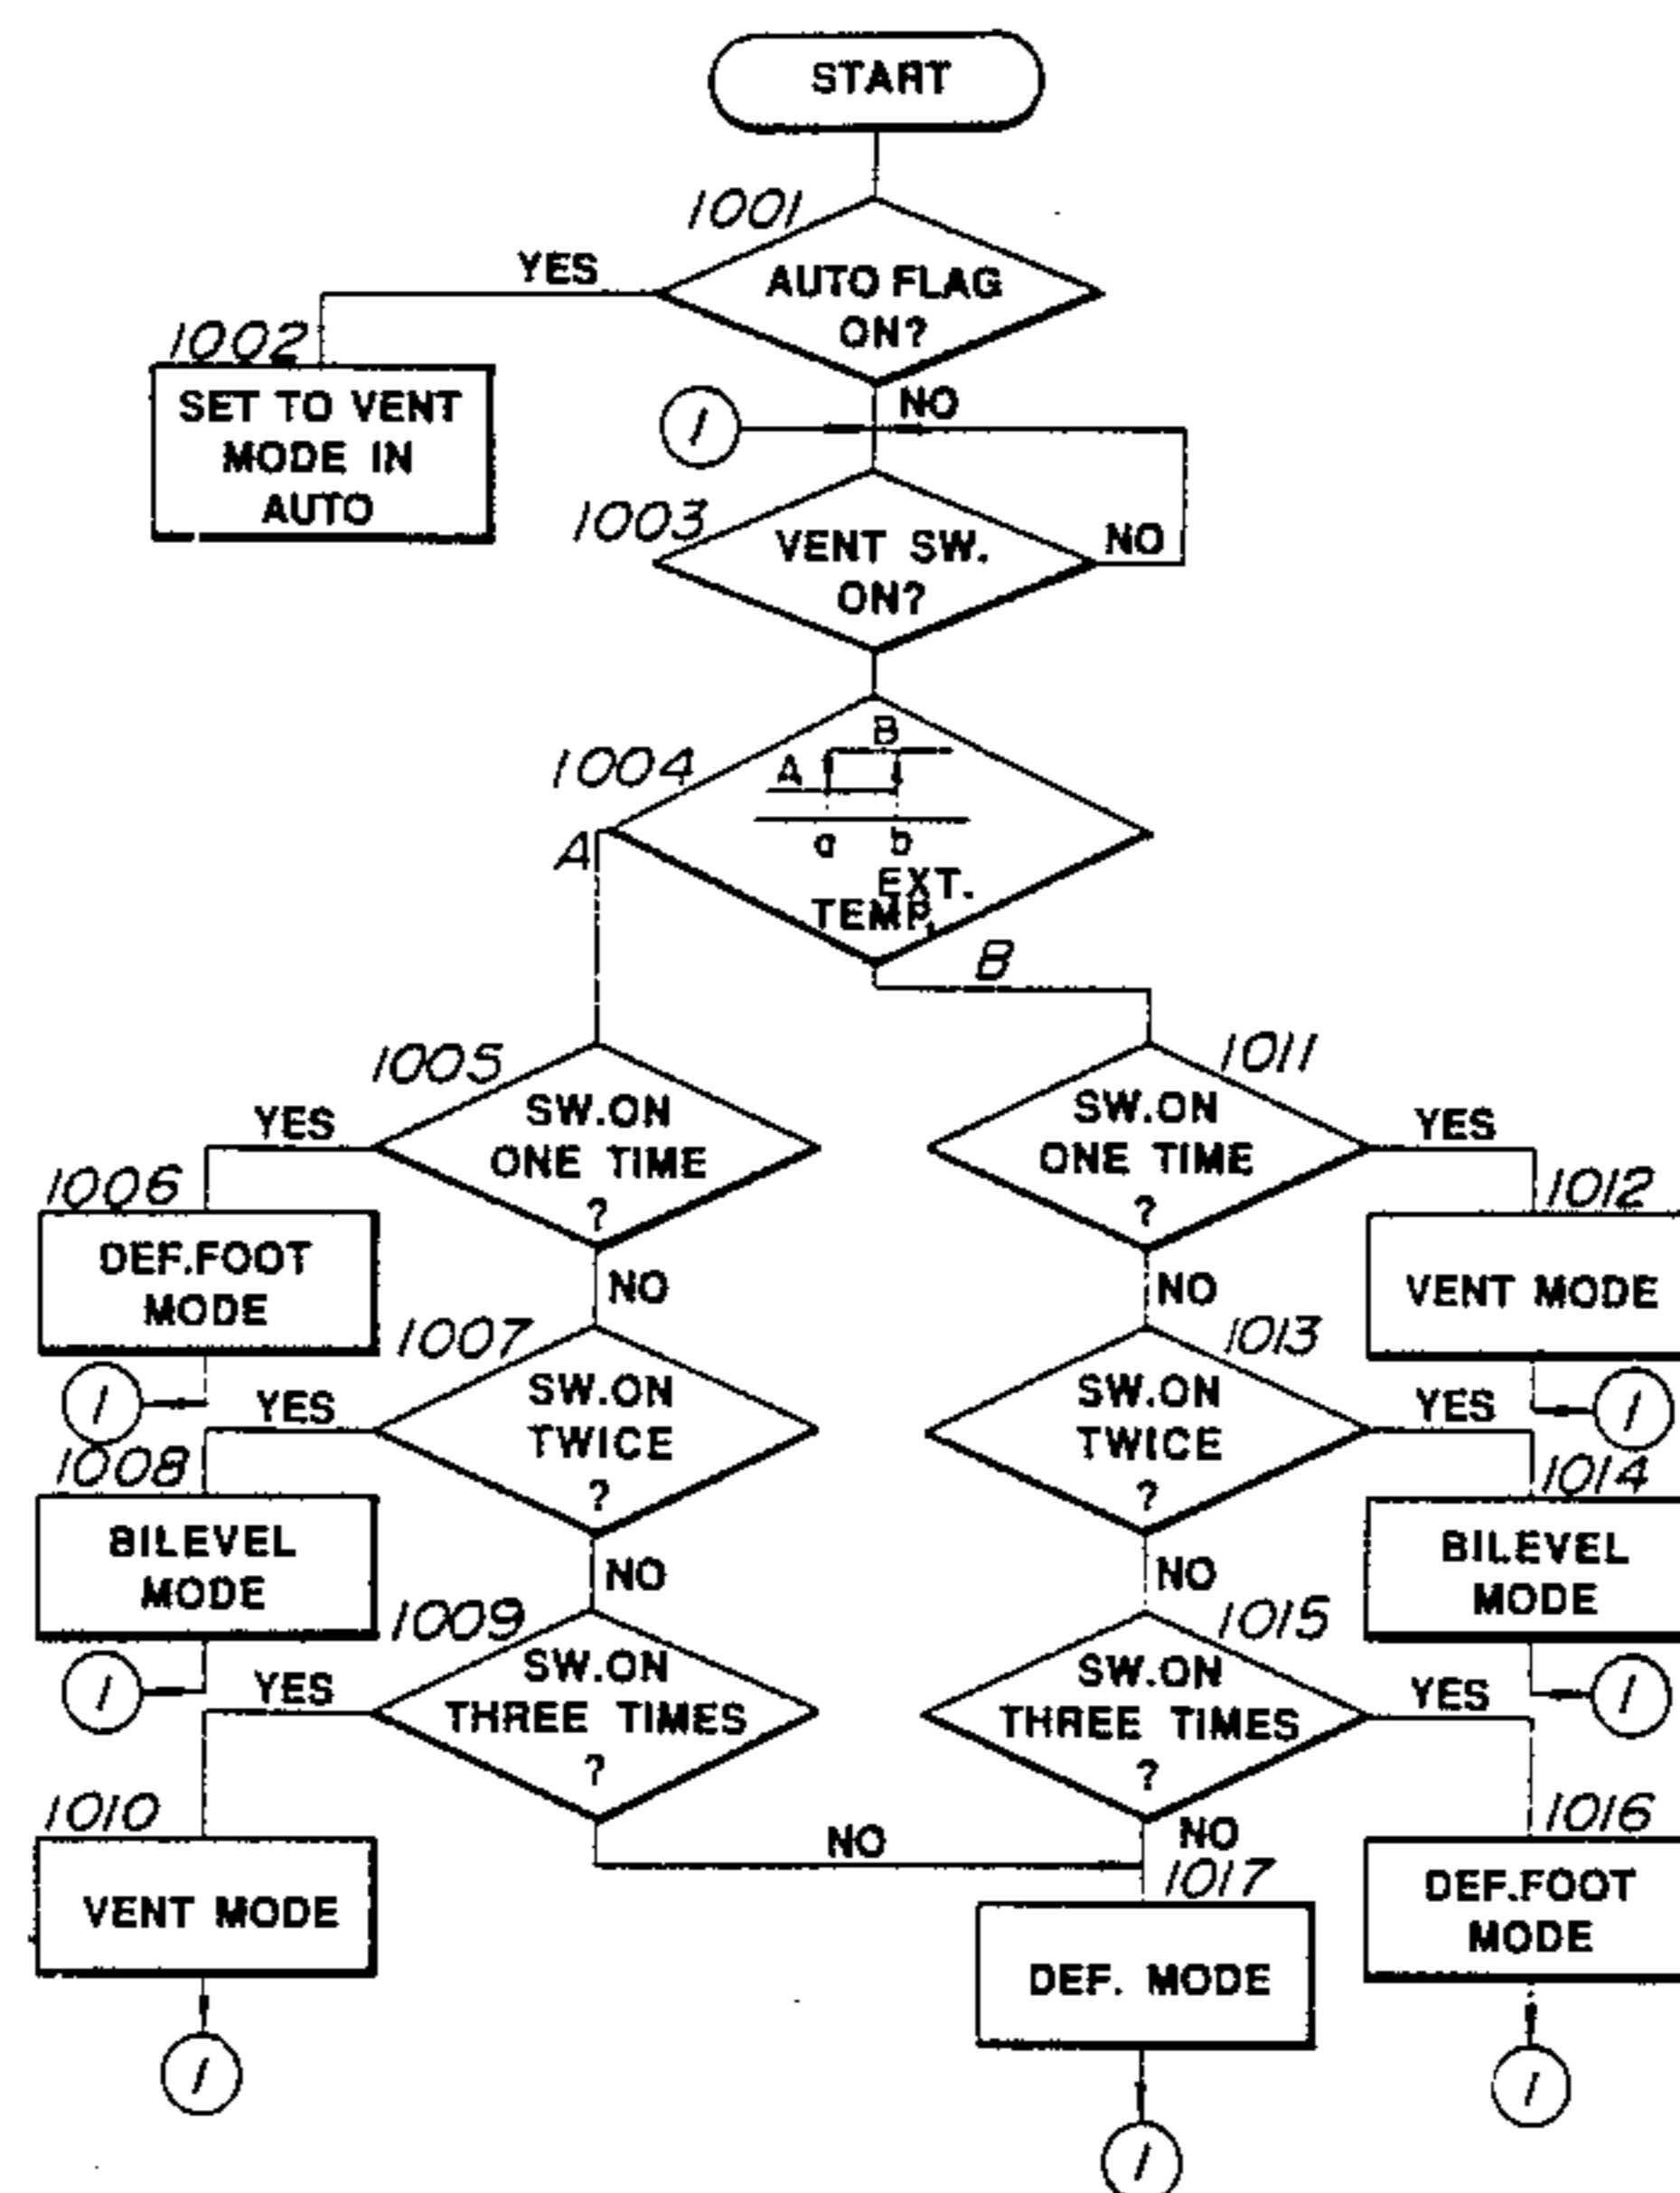 START
1001
YES
AUTO FLAG
ON?
1002
SET TO VENT
MODE IN
AUTO
NO
1
1003
VENT SW.
ON?
NO
1004
B
A
a b
EXT.
TEMP.
A
B
1005
SW.ON
ONE TIME
?
YES
1011
SW.ON
ONE TIME
?
YES
1006
DEF.FOOT
MODE
NO
NO
1012
VENT MODE
1
1007
SW.ON
TWICE
?
YES
1013
SW.ON
TWICE
?
YES
1
1008
BILEVEL
MODE
NO
NO
1014
BILEVEL
MODE
1
1009
SW.ON
THREE TIMES
?
YES
1015
SW.ON
THREE TIMES
?
YES
1
1010
VENT MODE
NO
NO
1017
DEF. MODE
1016
DEF.FOOT
MODE
1
1
1